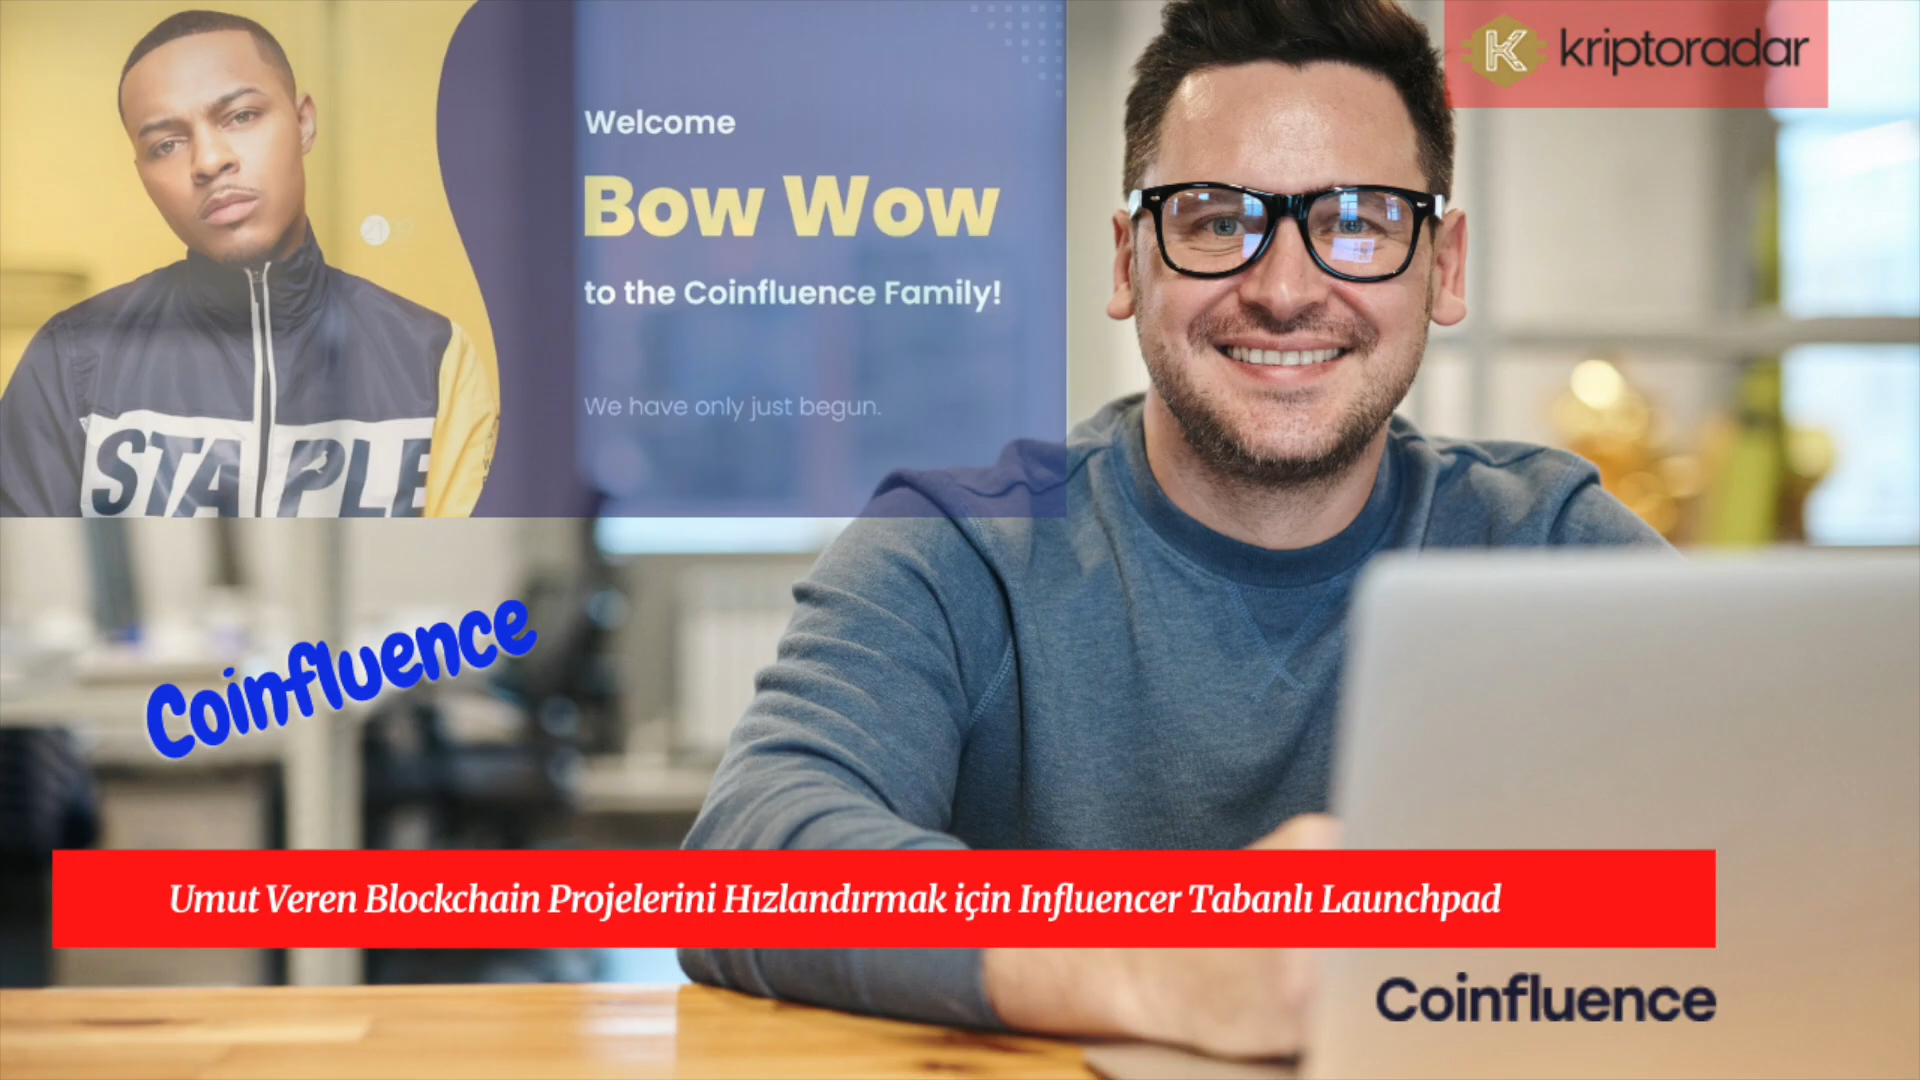 kriptoradar
Welcome
Bow Wow
to the Coinfluence Family!
We have only just begun.
STAPLE
Coinfluence
Umut Veren Blockchain Projelerini Hızlandırmak için Influencer Tabanlı Launchpad
Coinfluence